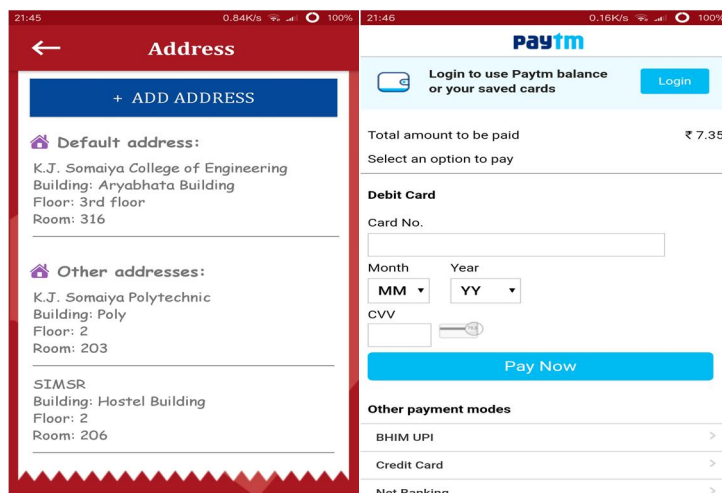 21:45 0.84K/s 100%
Address
+ ADD ADDRESS
Default address:
K.J. Somaiya College of Engineering
Building: Aryabhata Building
Floor: 3rd floor
Room: 316
Other addresses:
K.J. Somaiya Polytechnic
Building: Poly
Floor: 2
Room: 203
SIMSR
Building: Hostel Building
Floor: 2
Room: 206
21:46 0.16K/s 100%
paytm
Login to use Paytm balance
or your saved cards
Login
Total amount to be paid ₹ 7.35
Select an option to pay
Debit Card
Card No.
Month Year
MM YY
CVV
Pay Now
Other payment modes
BHIM UPI
Credit Card
Net Banking